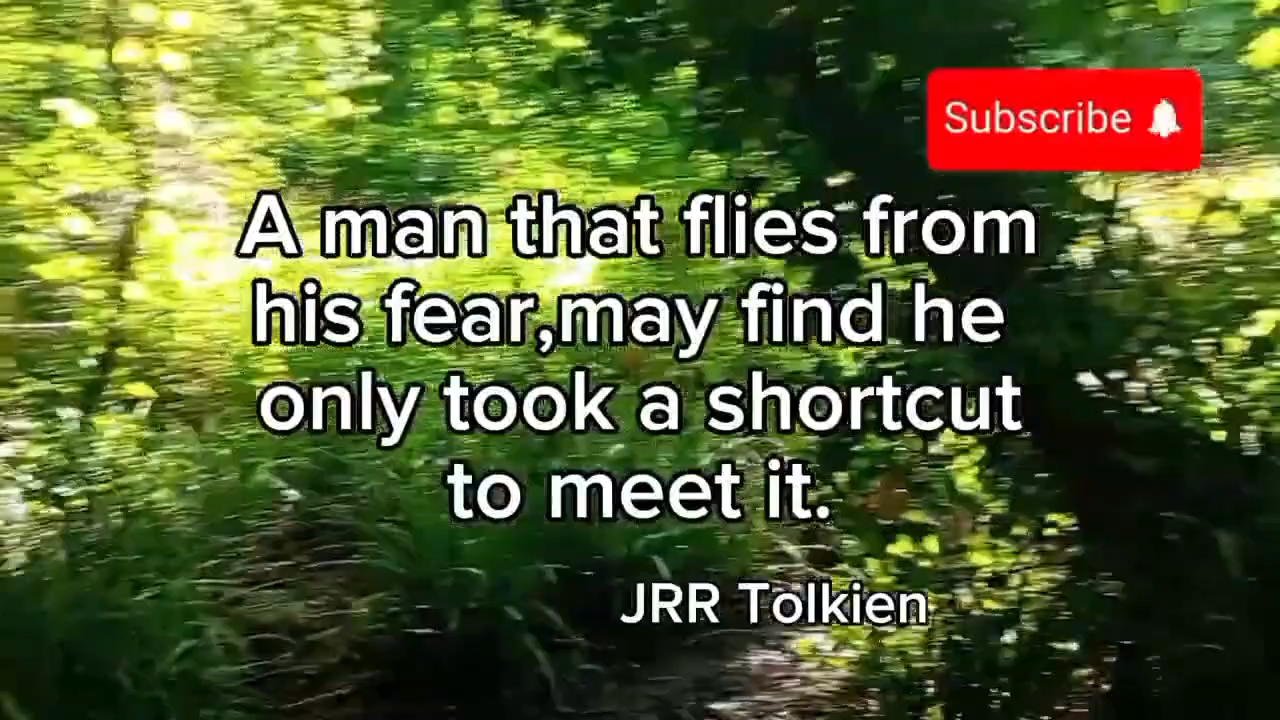 Subscribe
A man that flies from
his fear,may find he
only took a shortcut
to meet it.
JRR Tolkien